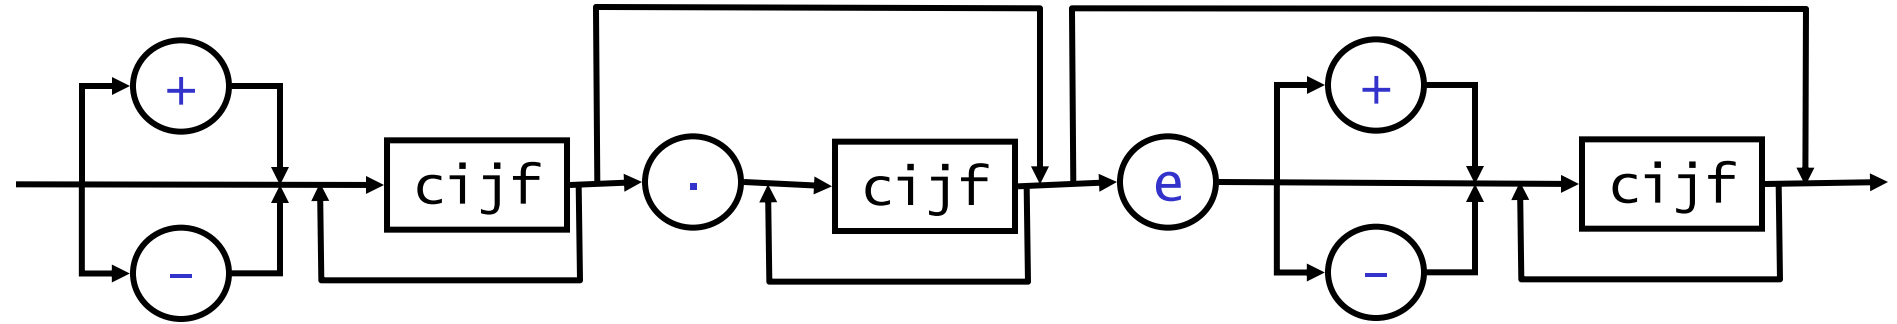 + cijf . cijf e + cijf
- -